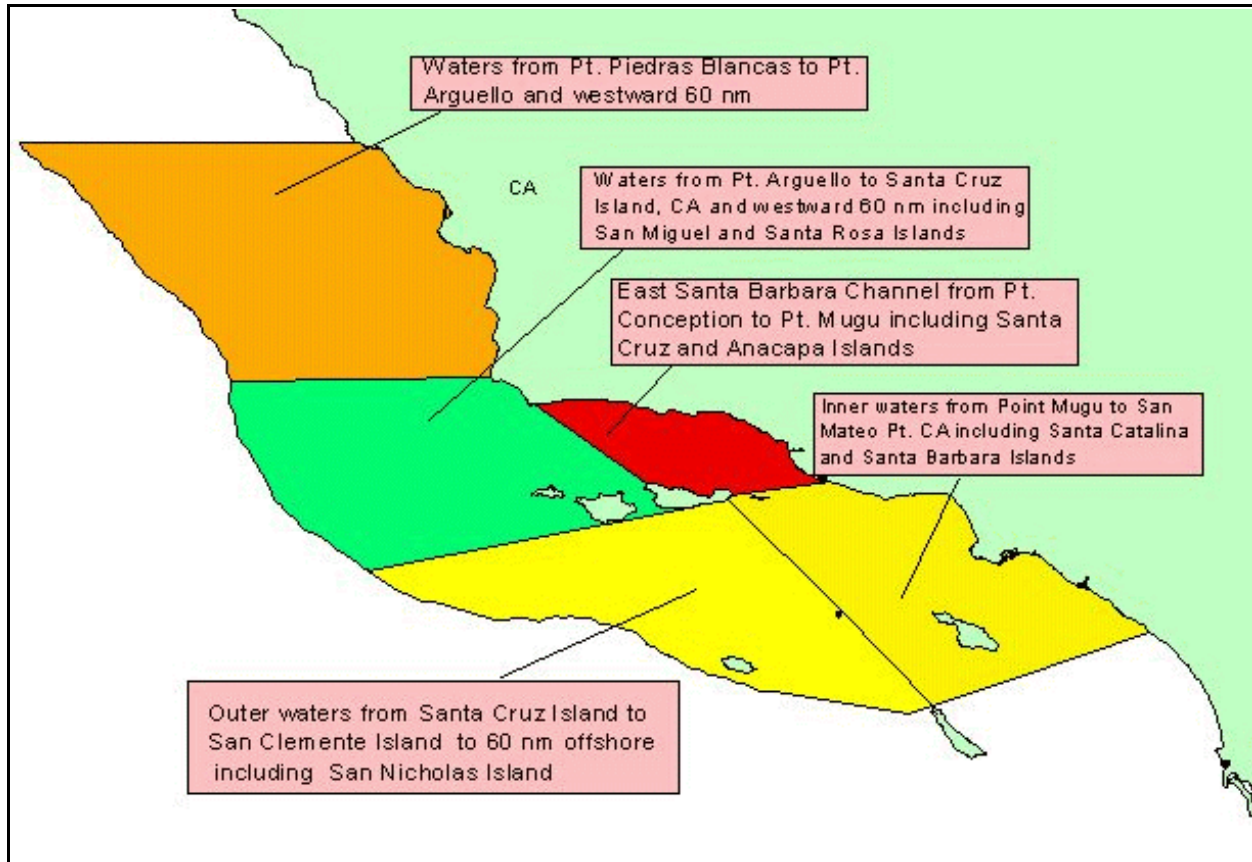 Waters from Pt. Piedras Blancas to Pt.
Arguello and westward 60 nm
CA
Waters from Pt. Arguello to Santa Cruz
Island, CA and westward 60 nm including
San Miguel and Santa Rosa Islands
East Santa Barbara Channel from Pt.
Conception to Pt. Mugu including Santa
Cruz and Anacapa Islands
Inner waters from Point Mugu to San
Mateo Pt. CA including Santa Catalina
and Santa Barbara Islands
Outer waters from Santa Cruz Island to
San Clemente Island to 60 nm offshore
including San Nicholas Island